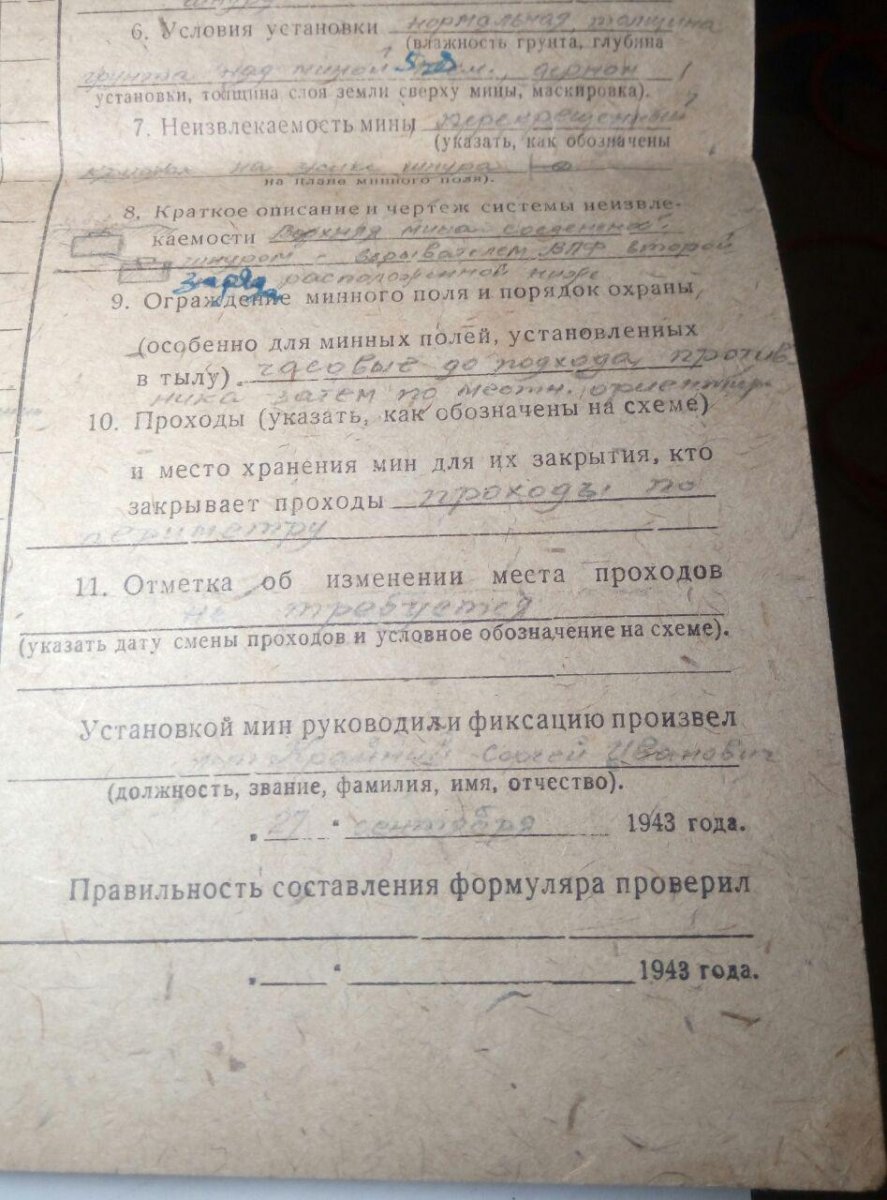 шнуру
6. Условия установки нормальная, толщина
(влажность грунта, глубина
грунта над миной 5 см., дерном
установки, толщина слоя земли сверху мины, маскировка).
7. Неизвлекаемость мины перекрещенный
(указать, как обозначены
на шнура
на плане минного поля).
8. Краткое описание и чертеж системы неизвле-
каемости Верхняя мина соединена
шнуром с взрывателем ВПФ второй
заряда расположенной ниже
9. Ограждение минного поля и порядок охраны
(особенно для минных полей, установленных
в тылу). часовые до подхода против
ника затем по местн. ориентир
10. Проходы (указать, как обозначены на схеме)
и место хранения мин для их закрытия, кто
закрывает проходы проходы по
периметру
11. Отметка об изменении места проходов
не требуется
(указать дату смены проходов и условное обозначение на схеме).
Установкой мин руководил и фиксацию произвел
Сергей Иванович
(должность, звание, фамилия, имя, отчество).
„ 27 “ сентября 1943 года.
Правильность составления формуляра проверил
„ “ 1943 года.